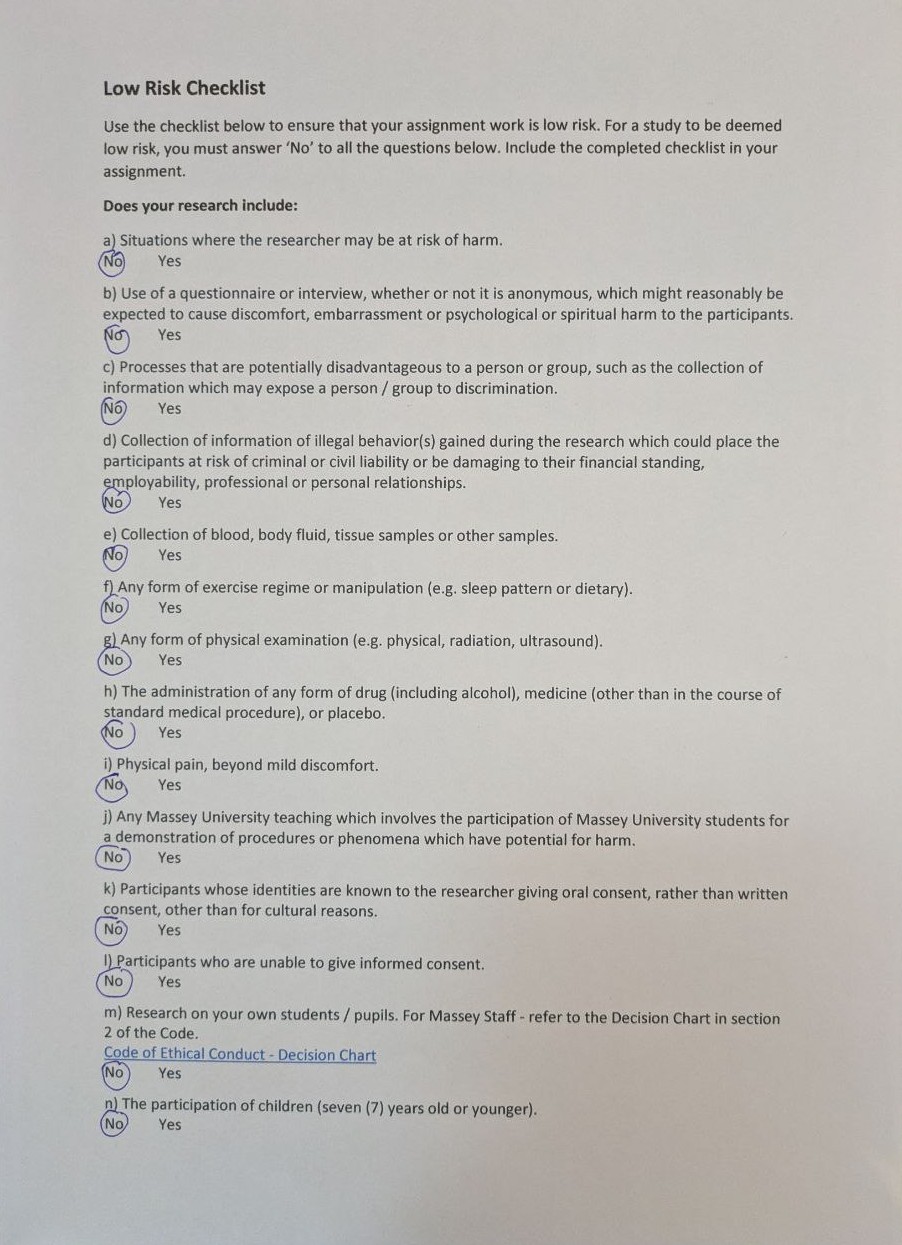 Low Risk Checklist
Use the checklist below to ensure that your assignment work is low risk. For a study to be deemed
low risk, you must answer ‘No’ to all the questions below. Include the completed checklist in your
assignment.
Does your research include:
a) Situations where the researcher may be at risk of harm.
No Yes
b) Use of a questionnaire or interview, whether or not it is anonymous, which might reasonably be
expected to cause discomfort, embarrassment or psychological or spiritual harm to the participants.
No Yes
c) Processes that are potentially disadvantageous to a person or group, such as the collection of
information which may expose a person / group to discrimination.
No Yes
d) Collection of information of illegal behavior(s) gained during the research which could place the
participants at risk of criminal or civil liability or be damaging to their financial standing,
employability, professional or personal relationships.
No Yes
e) Collection of blood, body fluid, tissue samples or other samples.
No Yes
f) Any form of exercise regime or manipulation (e.g. sleep pattern or dietary).
No Yes
g) Any form of physical examination (e.g. physical, radiation, ultrasound).
No Yes
h) The administration of any form of drug (including alcohol), medicine (other than in the course of
standard medical procedure), or placebo.
No Yes
i) Physical pain, beyond mild discomfort.
No Yes
j) Any Massey University teaching which involves the participation of Massey University students for
a demonstration of procedures or phenomena which have potential for harm.
No Yes
k) Participants whose identities are known to the researcher giving oral consent, rather than written
consent, other than for cultural reasons.
No Yes
l) Participants who are unable to give informed consent.
No Yes
m) Research on your own students / pupils. For Massey Staff - refer to the Decision Chart in section
2 of the Code.
Code of Ethical Conduct - Decision Chart
No Yes
n) The participation of children (seven (7) years old or younger).
No Yes